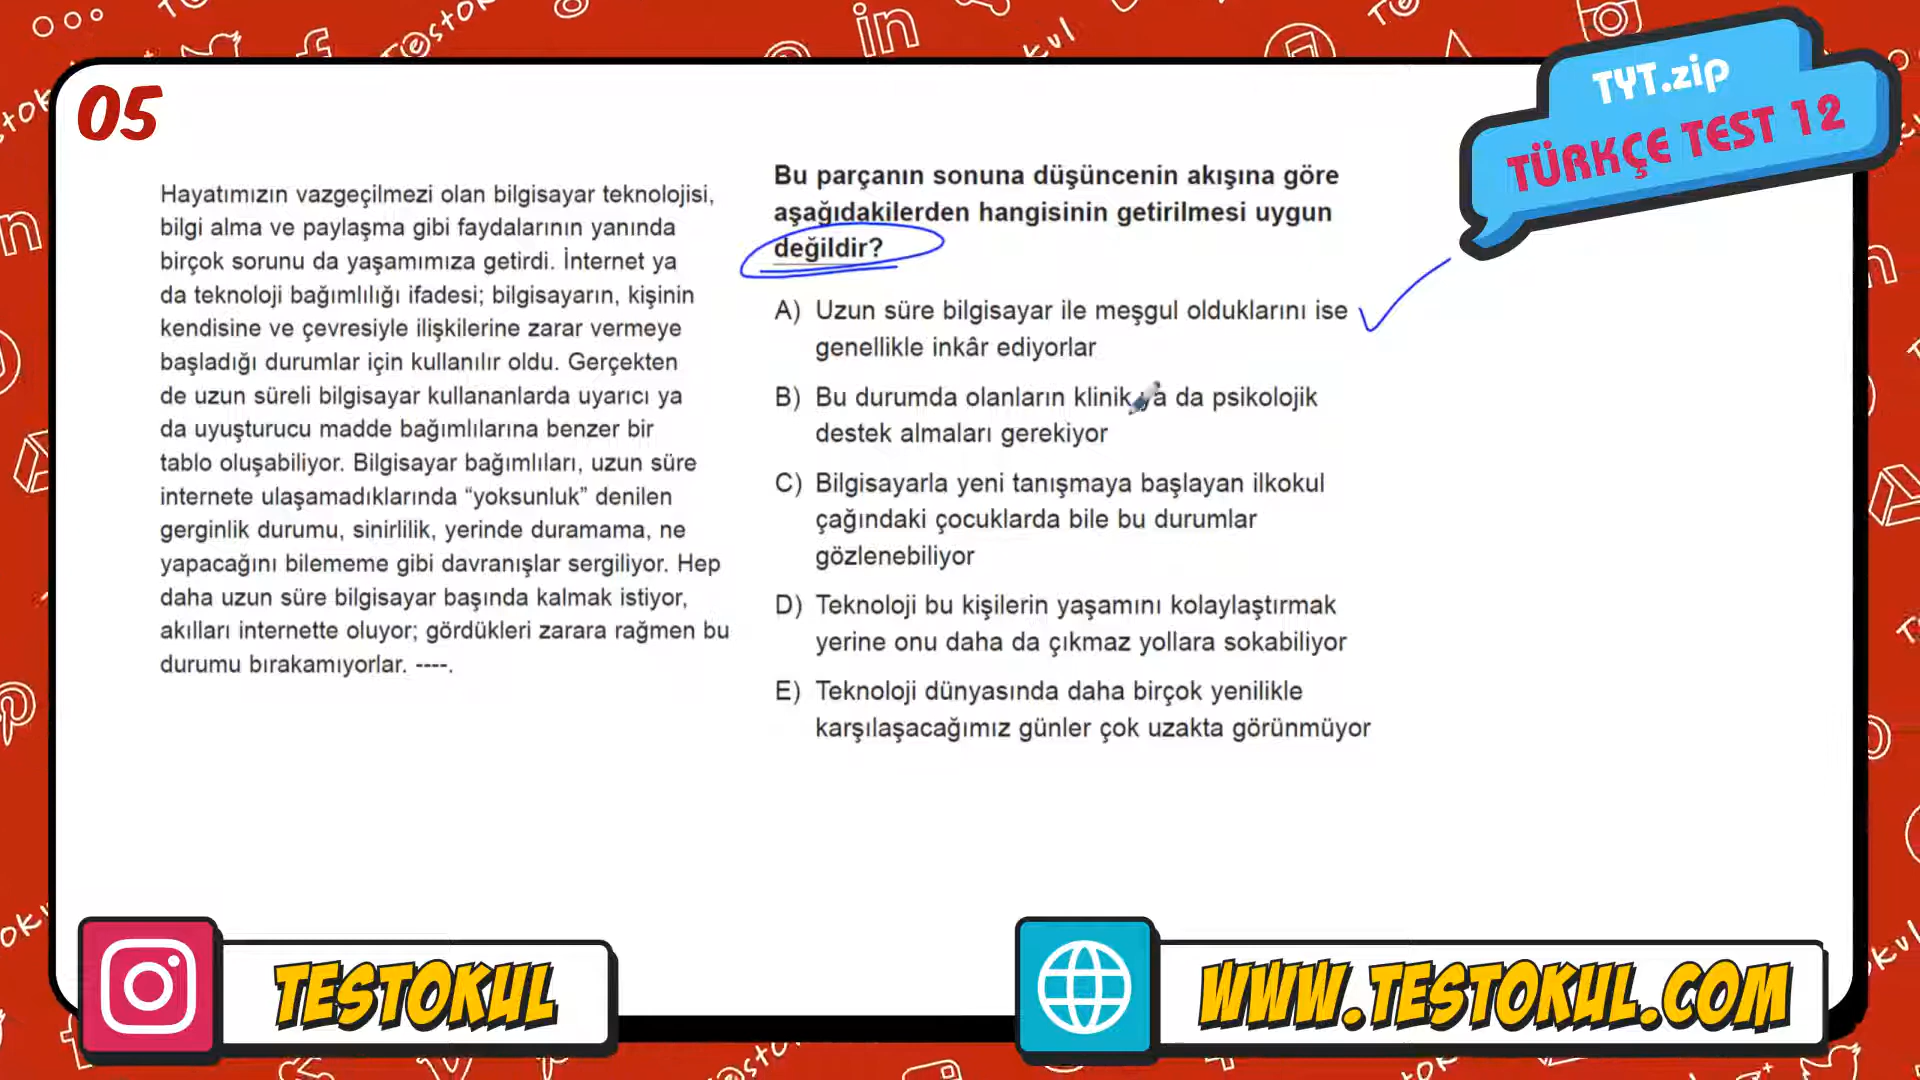 05
TYT.zip
TÜRKÇE TEST 12
Hayatımızın vazgeçilmezi olan bilgisayar teknolojisi,
bilgi alma ve paylaşma gibi faydalarının yanında
birçok sorunu da yaşamımıza getirdi. İnternet ya
da teknoloji bağımlılığı ifadesi; bilgisayarın, kişinin
kendisine ve çevresiyle ilişkilerine zarar vermeye
başladığı durumlar için kullanılır oldu. Gerçekten
de uzun süreli bilgisayar kullananlarda uyarıcı ya
da uyuşturucu madde bağımlılarına benzer bir
tablo oluşabiliyor. Bilgisayar bağımlıları, uzun süre
internete ulaşamadıklarında “yoksunluk” denilen
gerginlik durumu, sinirlilik, yerinde duramama, ne
yapacağını bilememe gibi davranışlar sergiliyor. Hep
daha uzun süre bilgisayar başında kalmak istiyor,
akılları internette oluyor; gördükleri zarara rağmen bu
durumu bırakamıyorlar. ----.
Bu parçanın sonuna düşüncenin akışına göre
aşağıdakilerden hangisinin getirilmesi uygun
değildir?
A) Uzun süre bilgisayar ile meşgul olduklarını ise
genellikle inkâr ediyorlar
B) Bu durumda olanların klinik ya da psikolojik
destek almaları gerekiyor
C) Bilgisayarla yeni tanışmaya başlayan ilkokul
çağındaki çocuklarda bile bu durumlar
gözlenebiliyor
D) Teknoloji bu kişilerin yaşamını kolaylaştırmak
yerine onu daha da çıkmaz yollara sokabiliyor
E) Teknoloji dünyasında daha birçok yenilikle
karşılaşacağımız günler çok uzakta görünmüyor
TESTOKUL
WWW.TESTOKUL.COM